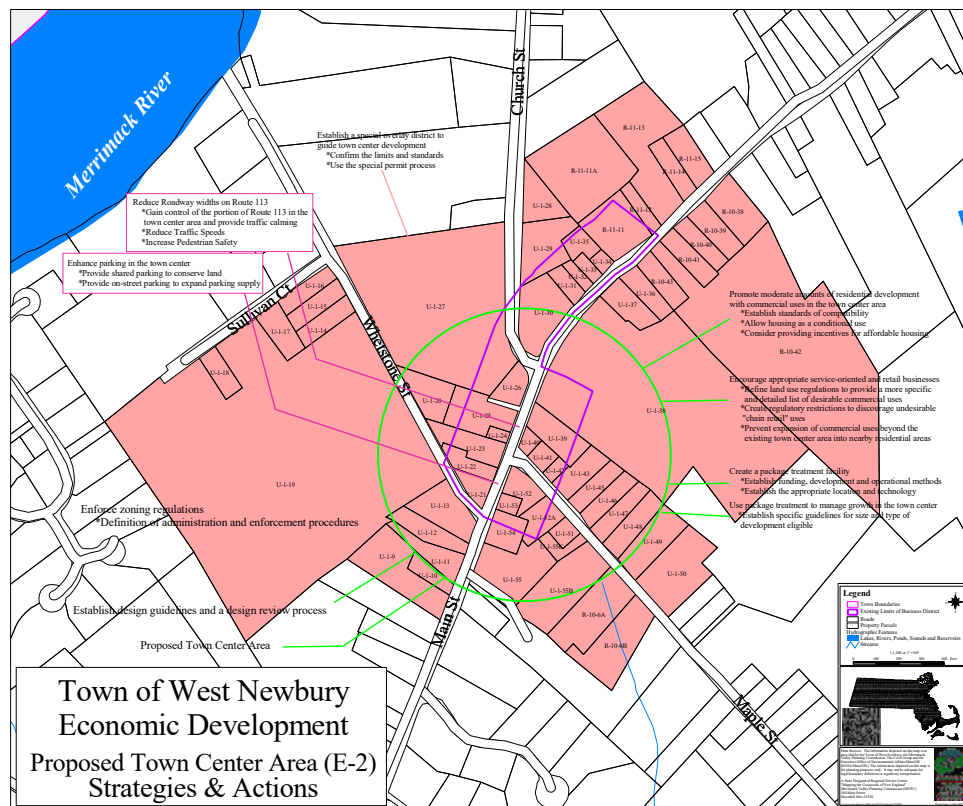 Merrimack River
Church St
Establish a special overlay district to
guide town center development
*Confirm the limits and standards
*Use the special permit process
Reduce Roadway widths on Route 113
*Gain control of the portion of Route 113 in the
town center area and provide traffic calming
*Reduce Traffic Speeds
*Increase Pedestrian Safety
Enhance parking in the town center
*Provide shared parking to conserve land
*Provide on-street parking to expand parking supply
Sullivan Ct
Whetstone St
R-11-13
R-11-15
R-11-14
R-11-11A
R-11-12
R-11-11
R-10-38
R-10-39
R-10-40
R-10-41
R-10-43
R-10-42
U-1-28
U-1-29
U-1-35
U-1-34
U-1-33
U-1-32
U-1-31
U-1-36
U-1-37
U-1-30
U-1-27
U-1-16
U-1-15
U-1-14
U-1-17
U-1-18
U-1-19
U-1-20
U-1-25
U-1-26
U-1-24
U-1-23
U-1-22
U-1-21
U-1-38
U-1-39
U-1-40
U-1-41
U-1-42
U-1-43
U-1-45
U-1-46
U-1-47
U-1-48
U-1-49
U-1-50
U-1-52
U-1-53
U-1-52A
U-1-54
U-1-51
U-1-55
U-1-55B
U-1-13
U-1-12
U-1-11
U-1-10
U-1-9
R-10-6A
R-10-6B
Promote moderate amounts of residential development
with commercial uses in the town center area
*Establish standards of compatibility
*Allow housing as a conditional use
*Consider providing incentives for affordable housing
Encourage appropriate service-oriented and retail businesses
*Refine land use regulations to provide a more specific
and detailed list of desirable commercial uses
*Create regulatory restrictions to discourage undesirable
"chain retail" uses
*Prevent expansion of commercial uses beyond the
existing town center area into nearby residential areas
Create a package treatment facility
*Establish funding, development and operational methods
*Establish the appropriate location and technology
Use package treatment to manage growth in the town center
*Establish specific guidelines for size and type of
development eligible
Enforce zoning regulations
*Definition of administration and enforcement procedures
Establish design guidelines and a design review process
Proposed Town Center Area
Main St
Maple St
Town of West Newbury
Economic Development
Proposed Town Center Area (E-2)
Strategies & Actions
Legend
Town Boundaries
Existing Limits of Business District
Roads
Property Parcels
Hydrographic Features
Lakes, Rivers, Ponds, Sounds and Reservoirs
Streams